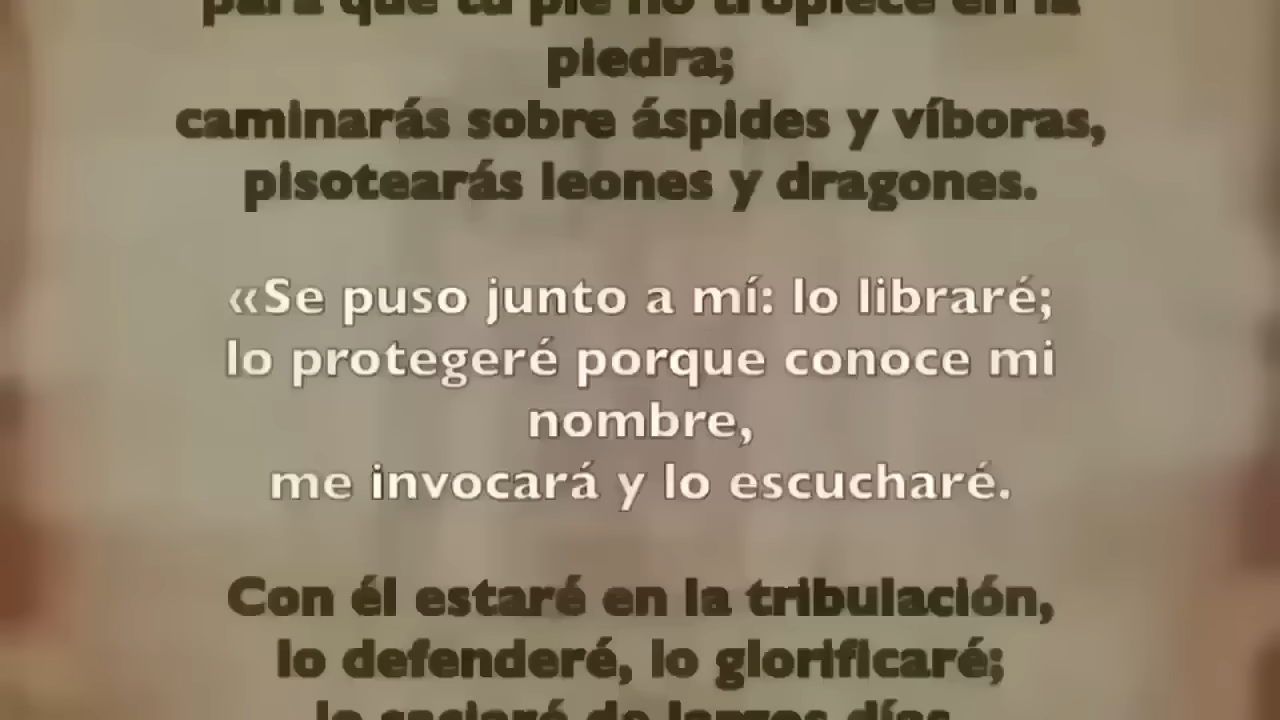 para que tu pie no tropiece en la
piedra;
caminarás sobre áspides y víboras,
pisotearás leones y dragones.
«Se puso junto a mí: lo libraré;
lo protegeré porque conoce mi
nombre,
me invocará y lo escucharé.
Con él estaré en la tribulación,
lo defenderé, lo glorificaré;
lo saciaré de largos días